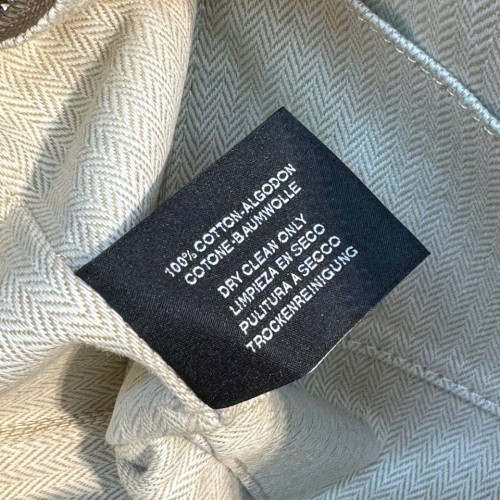 100% COTTON-ALGODON
COTONE-BAUMWOLLE
DRY CLEAN ONLY
LIMPIEZA EN SECO
PULITURA A SECCO
TROCKENREINIGUNG